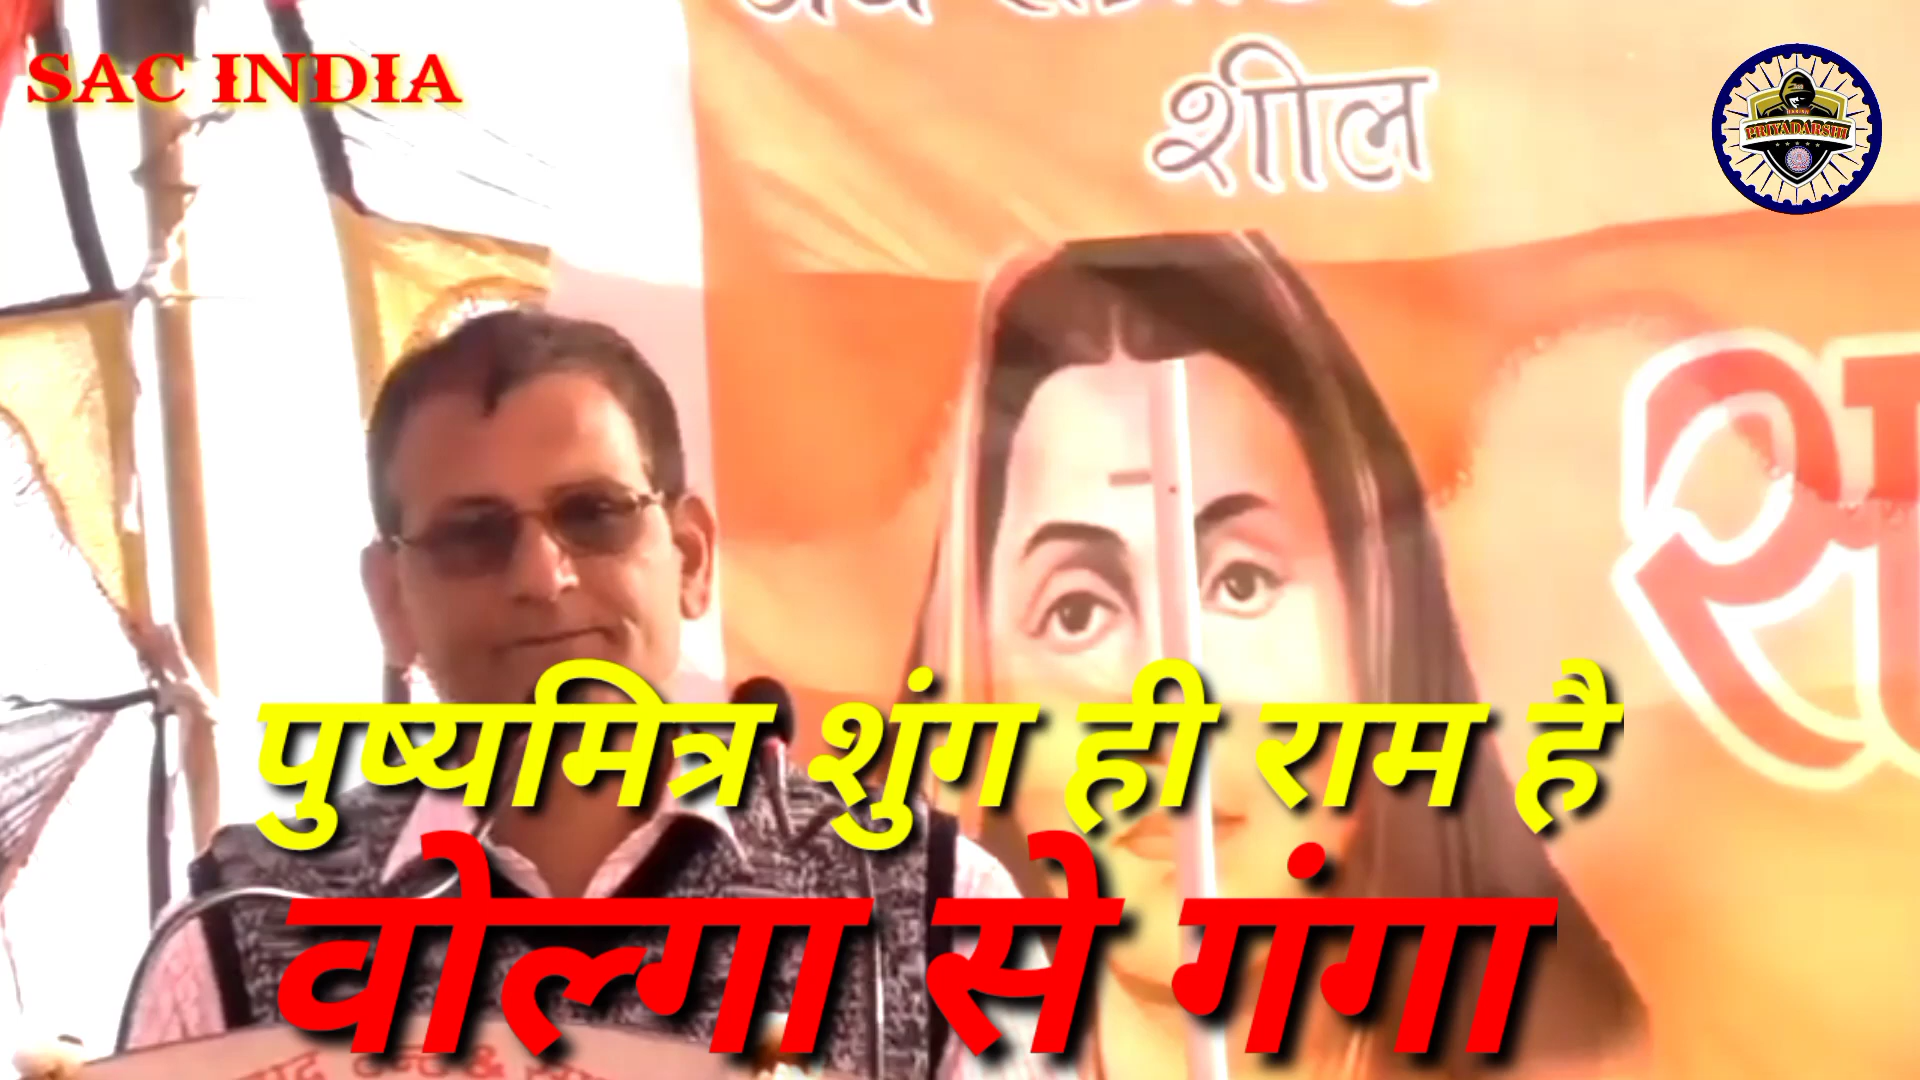 SAC INDIA
शील
PRIYADARSHI
पुष्यमित्र शुंग ही राम है
वोल्गा से गंगा